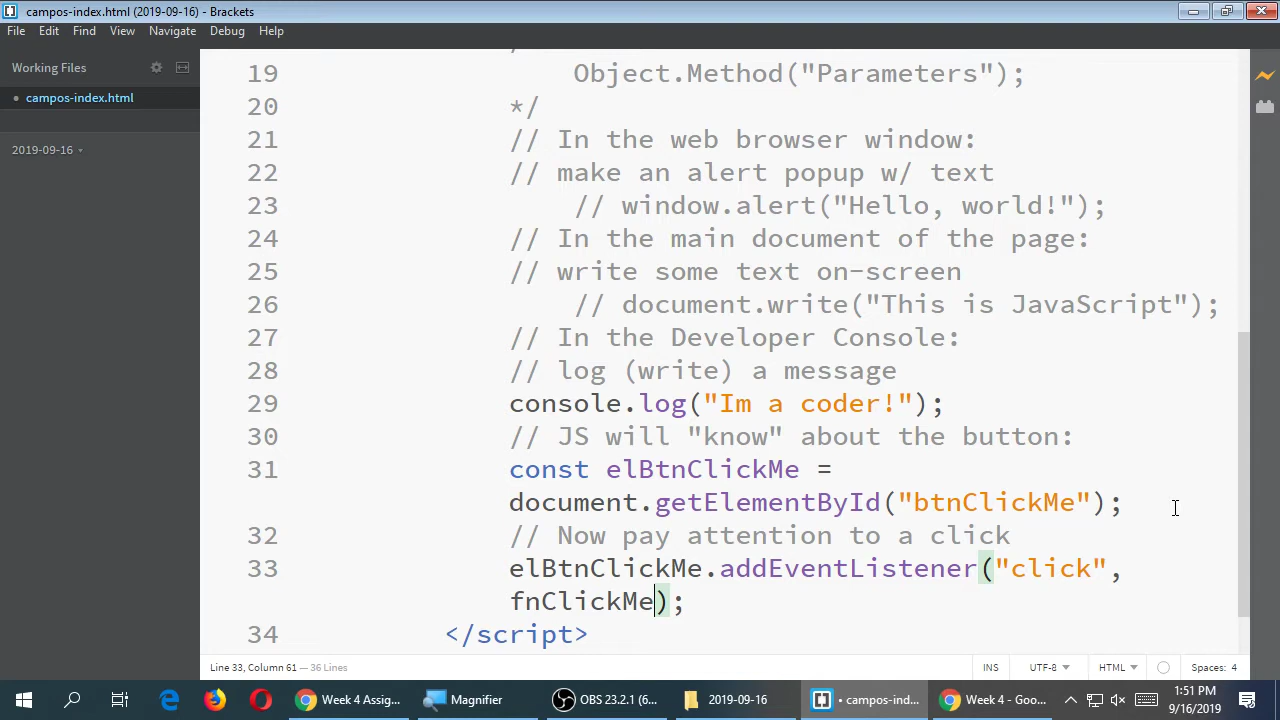 campos-index.html (2019-09-16) - Brackets
File Edit Find View Navigate Debug Help
Working Files
• campos-index.html
2019-09-16
19 Object.Method("Parameters");
20 */
21 // In the web browser window:
22 // make an alert popup w/ text
23 // window.alert("Hello, world!");
24 // In the main document of the page:
25 // write some text on-screen
26 // document.write("This is JavaScript");
27 // In the Developer Console:
28 // log (write) a message
29 console.log("Im a coder!");
30 // JS will "know" about the button:
31 const elBtnClickMe =
document.getElementById("btnClickMe");
32 // Now pay attention to a click
33 elBtnClickMe.addEventListener("click",
fnClickMe);
34 </script>
Line 33, Column 61 — 36 Lines
INS UTF-8 HTML Spaces: 4
Week 4 Assig... Magnifier OBS 23.2.1 (6... 2019-09-16 • campos-ind... Week 4 - Goo...
1:51 PM
9/16/2019